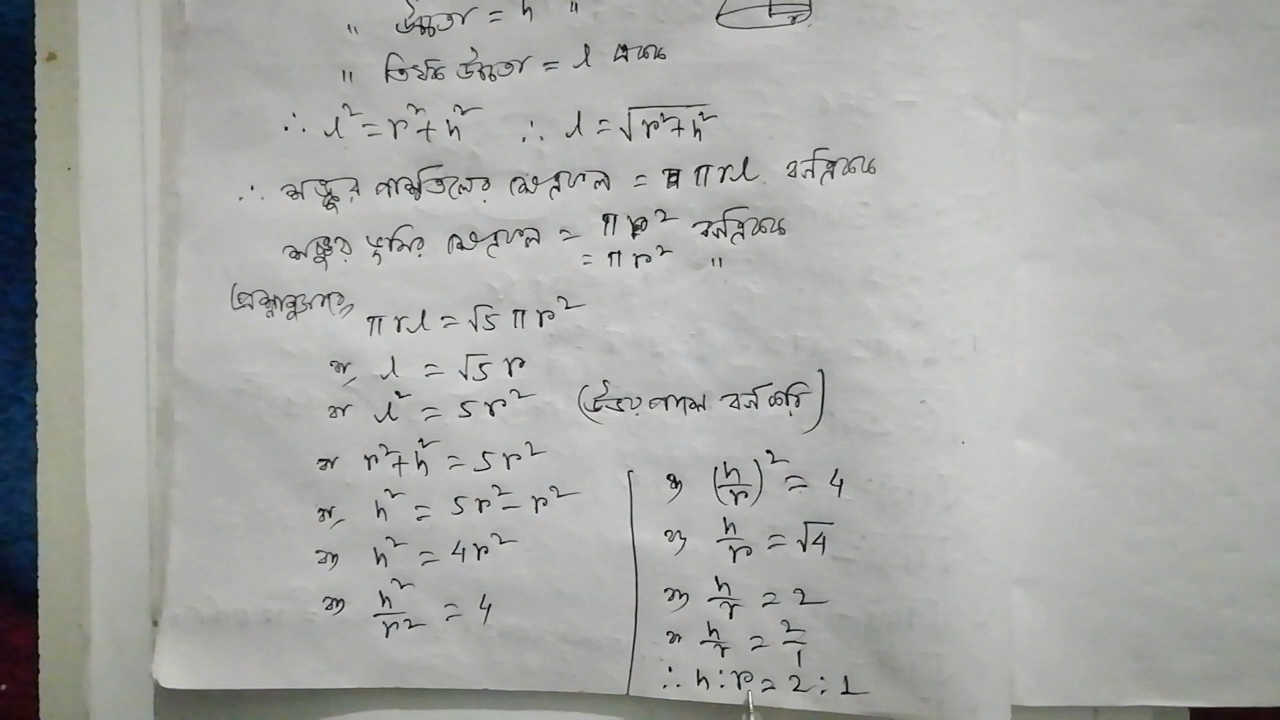 " উচ্চতা = h "
" তির্যক উচ্চতা = l একক
∴ l² = r² + h² ∴ l = √r²+h²
∴ শঙ্কুর পার্শ্বতলের ক্ষেত্রফল = πrl বর্গএকক
শঙ্কুর ভূমির ক্ষেত্রফল = πr² বর্গএকক
= πr² "
প্রশ্নানুসারে,
πrl = √5 πr²
বা, l = √5 r
বা l² = 5r² (উভয়পক্ষে বর্গ করি)
বা r² + h² = 5r²
বা, h² = 5r² - r²
বা h² = 4r²
বা h²/r² = 4
বা (h/r)² = 4
বা h/r = √4
বা h/r = 2
বা h/r = 2/1
∴ h : r = 2 : 1
r